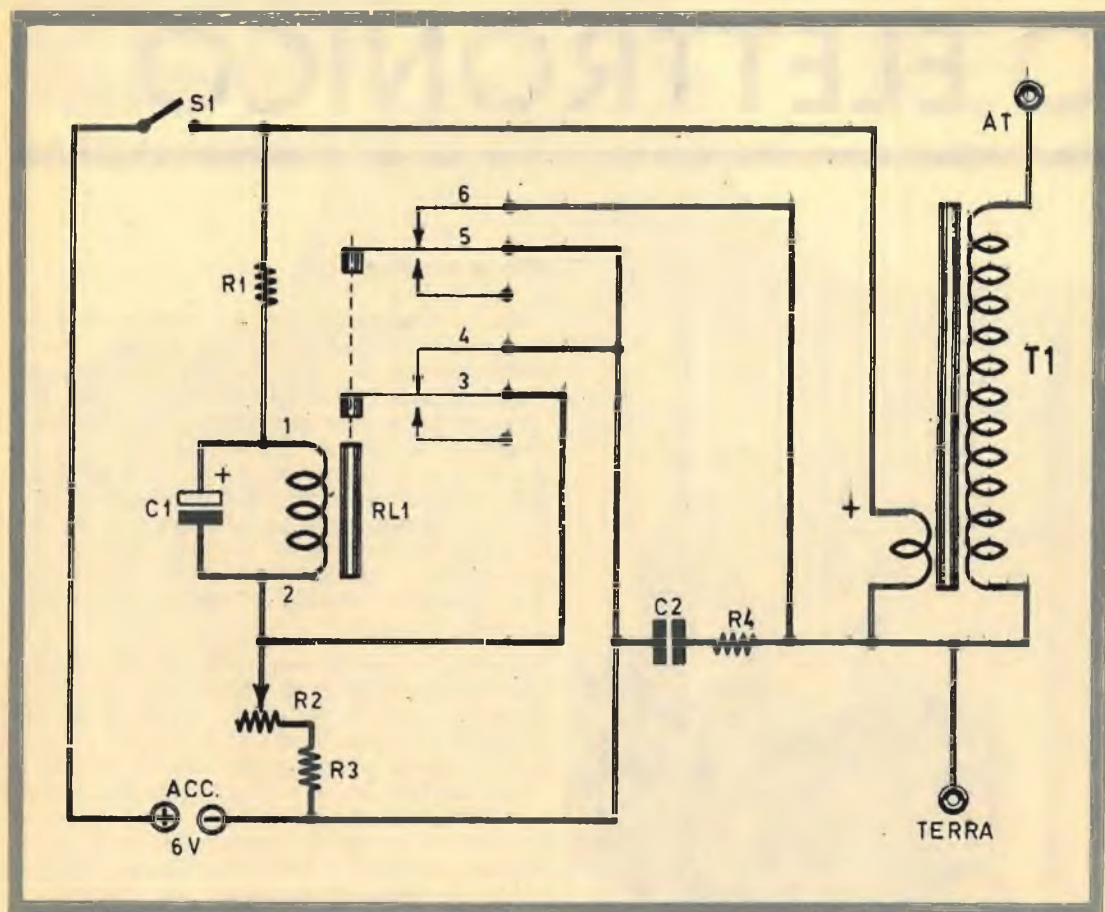 ELETTRONICO
S1
AT
6
5
R1
4
T1
3
1
+
C1
RL1
+
2
C2
R4
R2
R3
ACC.
+
-
6V
TERRA